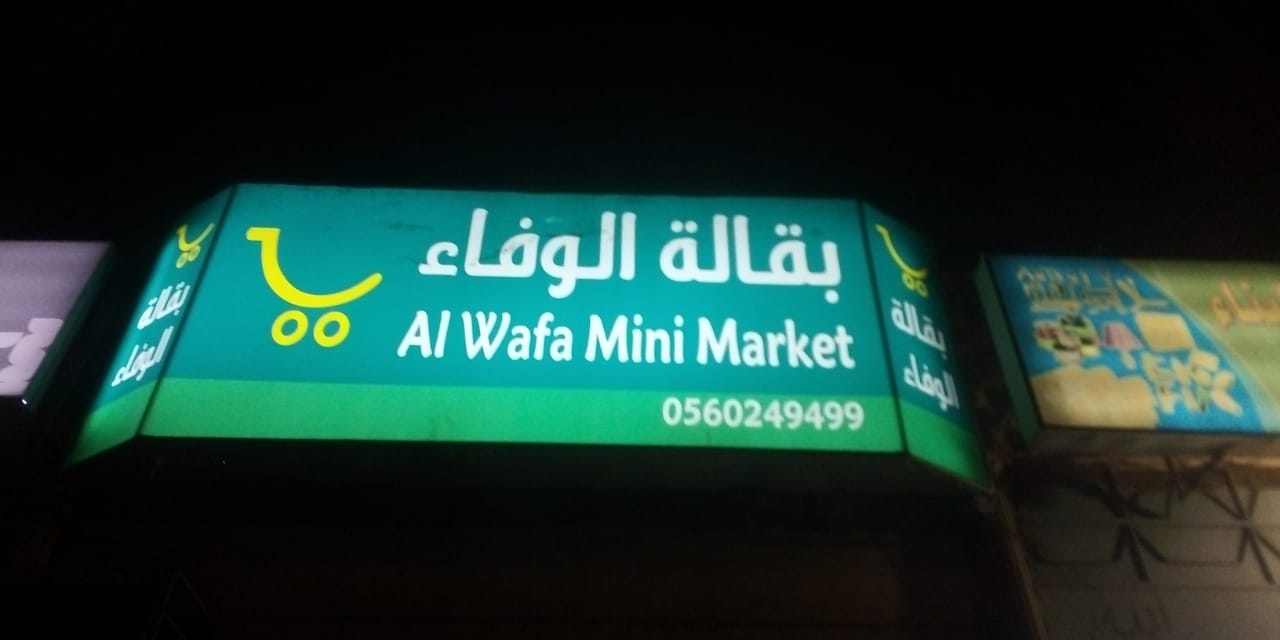 بقالة الوفاء
Al Wafa Mini Market
0560249499
بقالة
الوفاء
بقالة
الوفاء